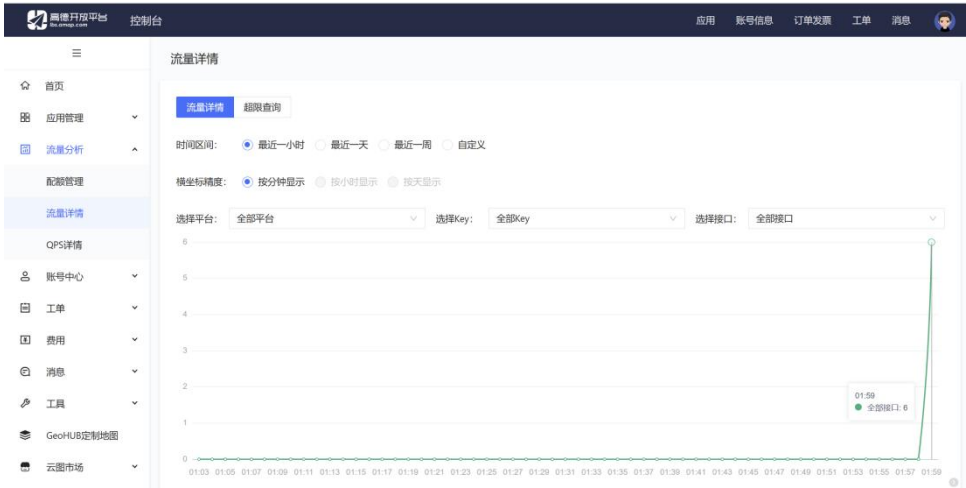 高德开放平台 控制台 应用 账号信息 订单发票 工单 消息
lbs.amap.com
流量详情
首页
应用管理
流量分析
配额管理
流量详情
QPS详情
账号中心
工单
费用
消息
工具
GeoHUB定制地图
云图市场
流量详情 超限查询
时间区间： 最近一小时 最近一天 最近一周 自定义
横坐标精度： 按分钟显示 按小时显示 按天显示
选择平台： 全部平台 选择Key： 全部Key 选择接口： 全部接口
6
5
4
3
2
1
0
01:59
全部接口: 6
01:03 01:05 01:07 01:09 01:11 01:13 01:15 01:17 01:19 01:21 01:23 01:25 01:27 01:29 01:31 01:33 01:35 01:37 01:39 01:41 01:43 01:45 01:47 01:49 01:51 01:53 01:55 01:57 01:59